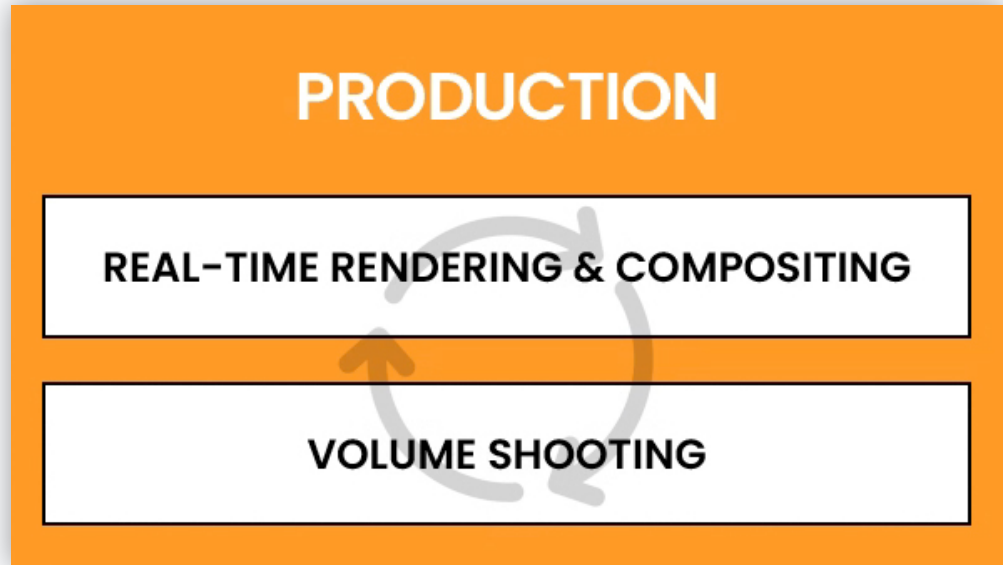 PRODUCTION
REAL-TIME RENDERING & COMPOSITING
VOLUME SHOOTING